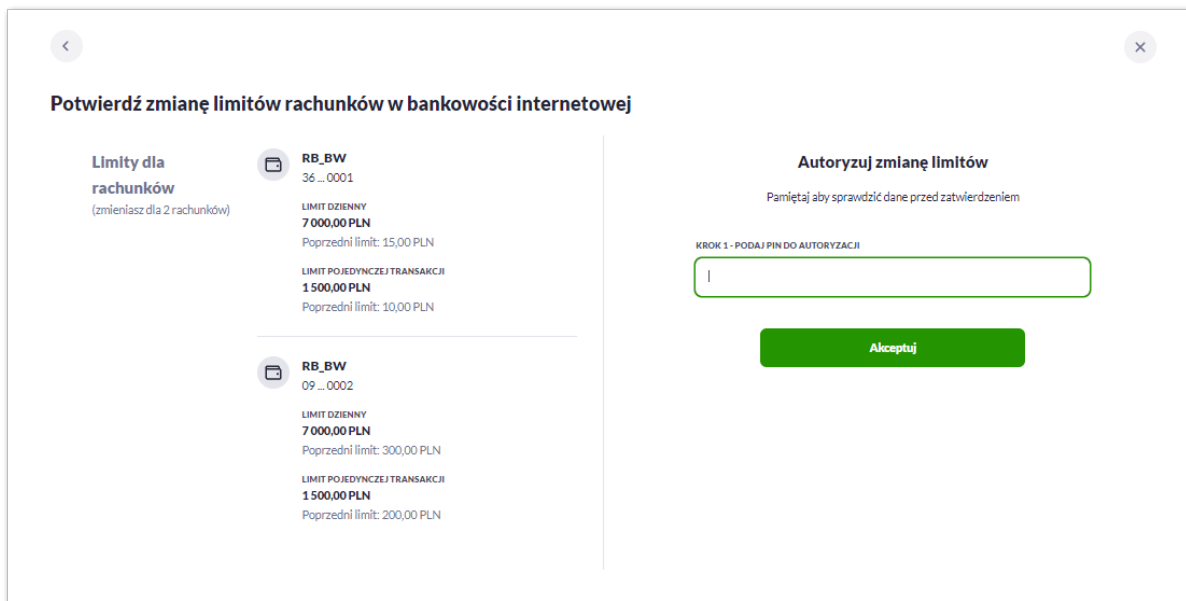 Potwierdź zmianę limitów rachunków w bankowości internetowej
Limity dla
rachunków
(zmieniasz dla 2 rachunków)
RB_BW
36 ... 0001
LIMIT DZIENNY
7 000,00 PLN
Poprzedni limit: 15,00 PLN
LIMIT POJEDYNCZEJ TRANSAKCJI
1 500,00 PLN
Poprzedni limit: 10,00 PLN
RB_BW
09 ... 0002
LIMIT DZIENNY
7 000,00 PLN
Poprzedni limit: 300,00 PLN
LIMIT POJEDYNCZEJ TRANSAKCJI
1 500,00 PLN
Poprzedni limit: 200,00 PLN
Autoryzuj zmianę limitów
Pamiętaj aby sprawdzić dane przed zatwierdzeniem
KROK 1 - PODAJ PIN DO AUTORYZACJI
Akceptuj